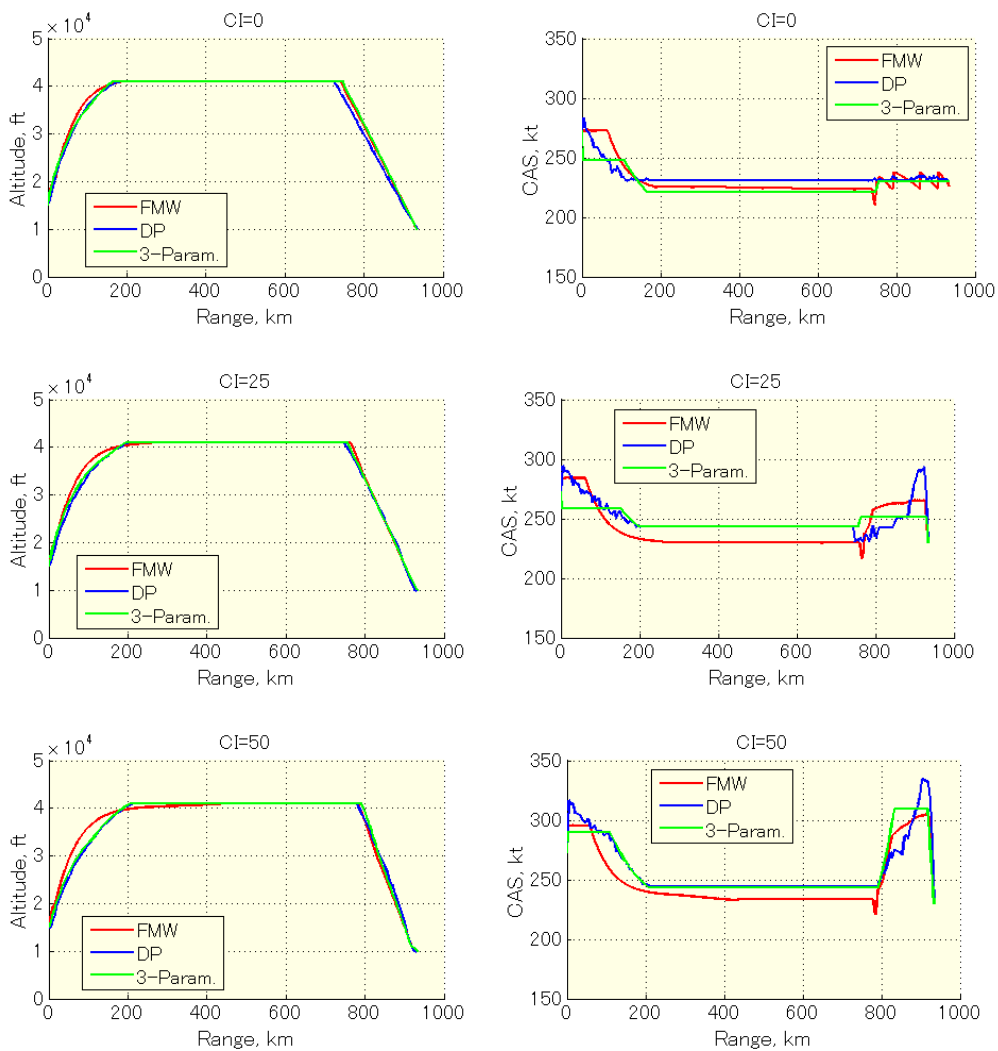 CI=0
5 × 10⁴
4
3
2
1
0
Altitude, ft
FMW
DP
3-Param.
0 200 400 600 800 1000
Range, km
CI=0
350
300
250
200
150
CAS, kt
FMW
DP
3-Param.
0 200 400 600 800 1000
Range, km
CI=25
5 × 10⁴
4
3
2
1
0
Altitude, ft
FMW
DP
3-Param.
0 200 400 600 800 1000
Range, km
CI=25
350
300
250
200
150
CAS, kt
FMW
DP
3-Param.
0 200 400 600 800 1000
Range, km
CI=50
5 × 10⁴
4
3
2
1
0
Altitude, ft
FMW
DP
3-Param.
0 200 400 600 800 1000
Range, km
CI=50
350
300
250
200
150
CAS, kt
FMW
DP
3-Param.
0 200 400 600 800 1000
Range, km